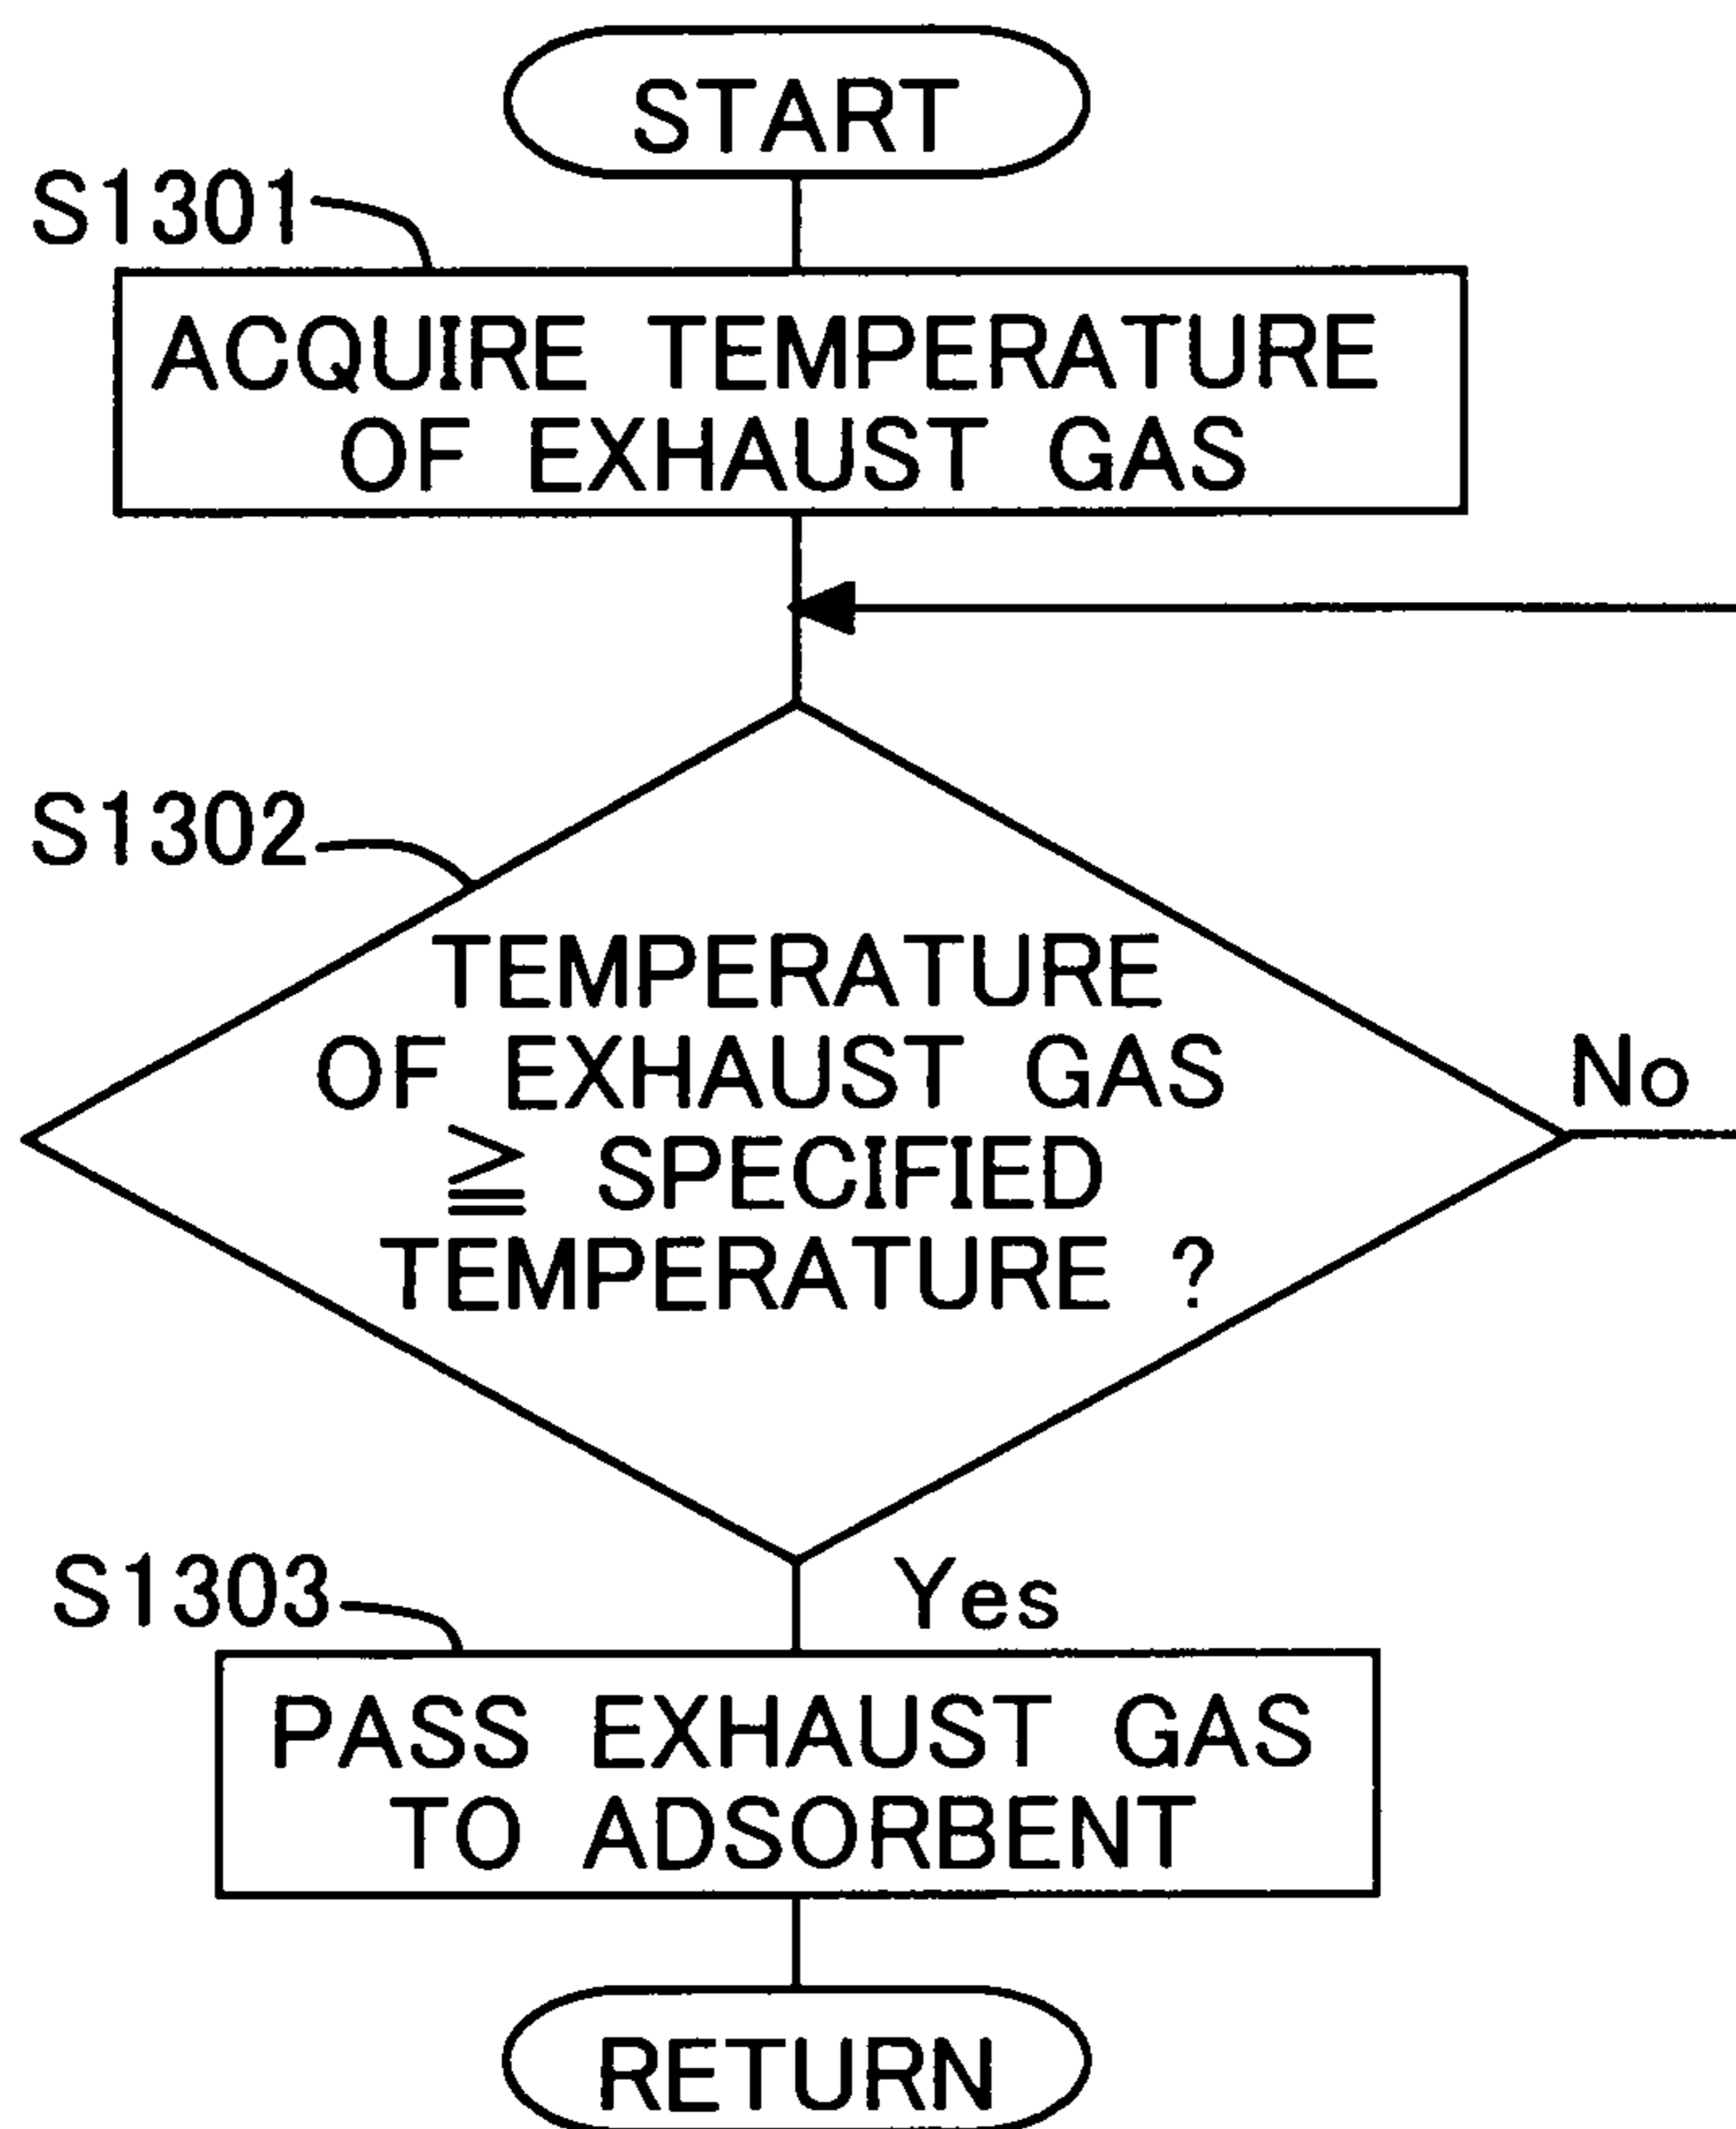 START
S1301
ACQUIRE TEMPERATURE
OF EXHAUST GAS
S1302
TEMPERATURE
OF EXHAUST GAS
≧ SPECIFIED
TEMPERATURE ?
No
S1303
Yes
PASS EXHAUST GAS
TO ADSORBENT
RETURN